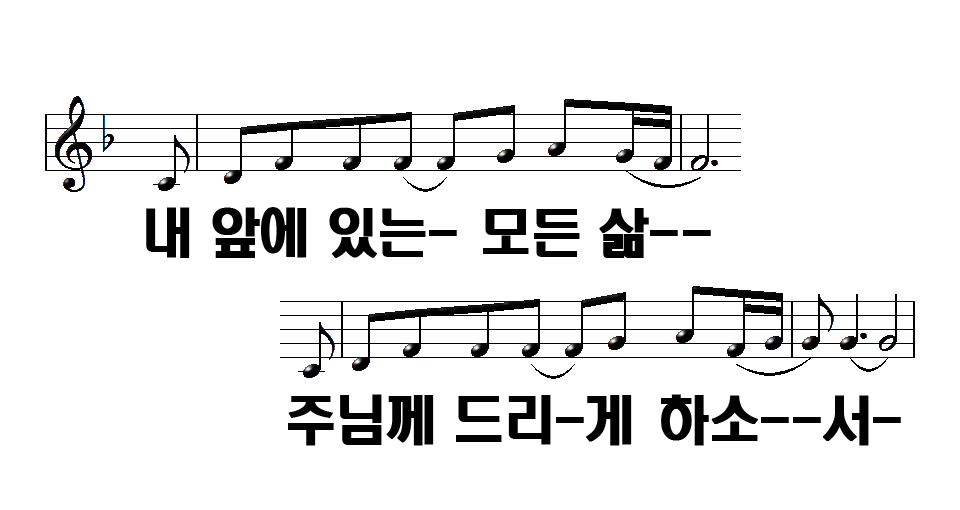 내 앞에 있는- 모든 삶--
주님께 드리-게 하소--서-